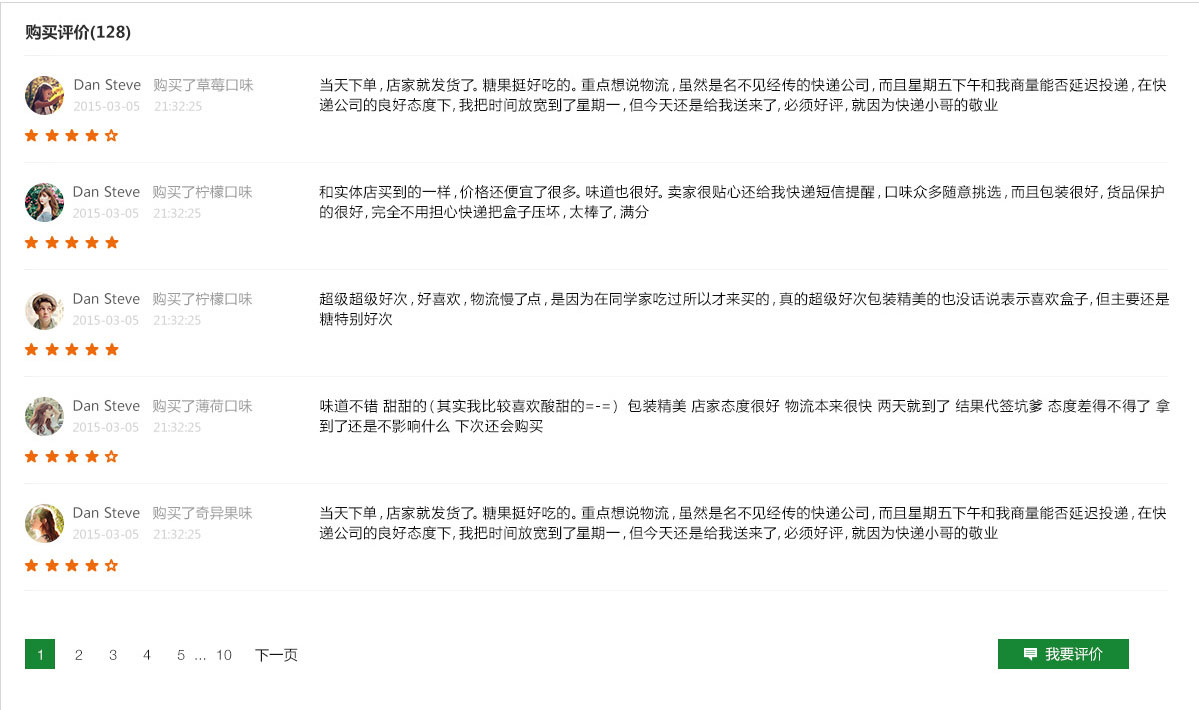 购买评价(128)
Dan Steve 购买了草莓口味
2015-03-05 21:32:25
当天下单,店家就发货了。糖果挺好吃的。重点想说物流,虽然是名不见经传的快递公司,而且星期五下午和我商量能否延迟投递,在快
递公司的良好态度下,我把时间放宽到了星期一,但今天还是给我送来了,必须好评,就因为快递小哥的敬业
Dan Steve 购买了柠檬口味
2015-03-05 21:32:25
和实体店买到的一样,价格还便宜了很多。味道也很好。卖家很贴心还给我快递短信提醒,口味众多随意挑选,而且包装很好,货品保护
的很好,完全不用担心快递把盒子压坏,太棒了,满分
Dan Steve 购买了柠檬口味
2015-03-05 21:32:25
超级超级好次,好喜欢,物流慢了点,是因为在同学家吃过所以才来买的,真的超级好次包装精美的也没话说表示喜欢盒子,但主要还是
糖特别好次
Dan Steve 购买了薄荷口味
2015-03-05 21:32:25
味道不错 甜甜的(其实我比较喜欢酸甜的=-=) 包装精美 店家态度很好 物流本来很快 两天就到了 结果代签坑爹 态度差得不得了 拿
到了还是不影响什么 下次还会购买
Dan Steve 购买了奇异果味
2015-03-05 21:32:25
当天下单,店家就发货了。糖果挺好吃的。重点想说物流,虽然是名不见经传的快递公司,而且星期五下午和我商量能否延迟投递,在快
递公司的良好态度下,我把时间放宽到了星期一,但今天还是给我送来了,必须好评,就因为快递小哥的敬业
1 2 3 4 5 ... 10 下一页
我要评价